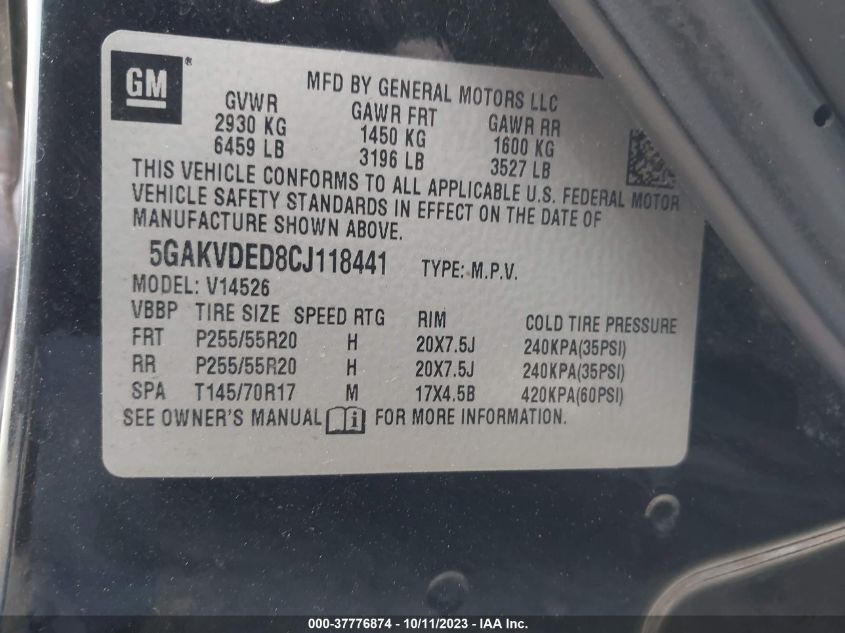 GM®
MFD BY GENERAL MOTORS LLC
GVWR GAWR FRT GAWR RR
2930 KG 1450 KG 1600 KG
6459 LB 3196 LB 3527 LB
THIS VEHICLE CONFORMS TO ALL APPLICABLE U.S. FEDERAL MOTOR
VEHICLE SAFETY STANDARDS IN EFFECT ON THE DATE OF
MANUFACTURE SHOWN ABOVE.
5GAKVDED8CJ118441 TYPE: M.P.V.
MODEL: V14526
VBBP TIRE SIZE SPEED RTG RIM COLD TIRE PRESSURE
FRT P255/55R20 H 20X7.5J 240KPA(35PSI)
RR P255/55R20 H 20X7.5J 240KPA(35PSI)
SPA T145/70R17 M 17X4.5B 420KPA(60PSI)
SEE OWNER'S MANUAL FOR MORE INFORMATION.
000-37776874 - 10/11/2023 - IAA Inc.